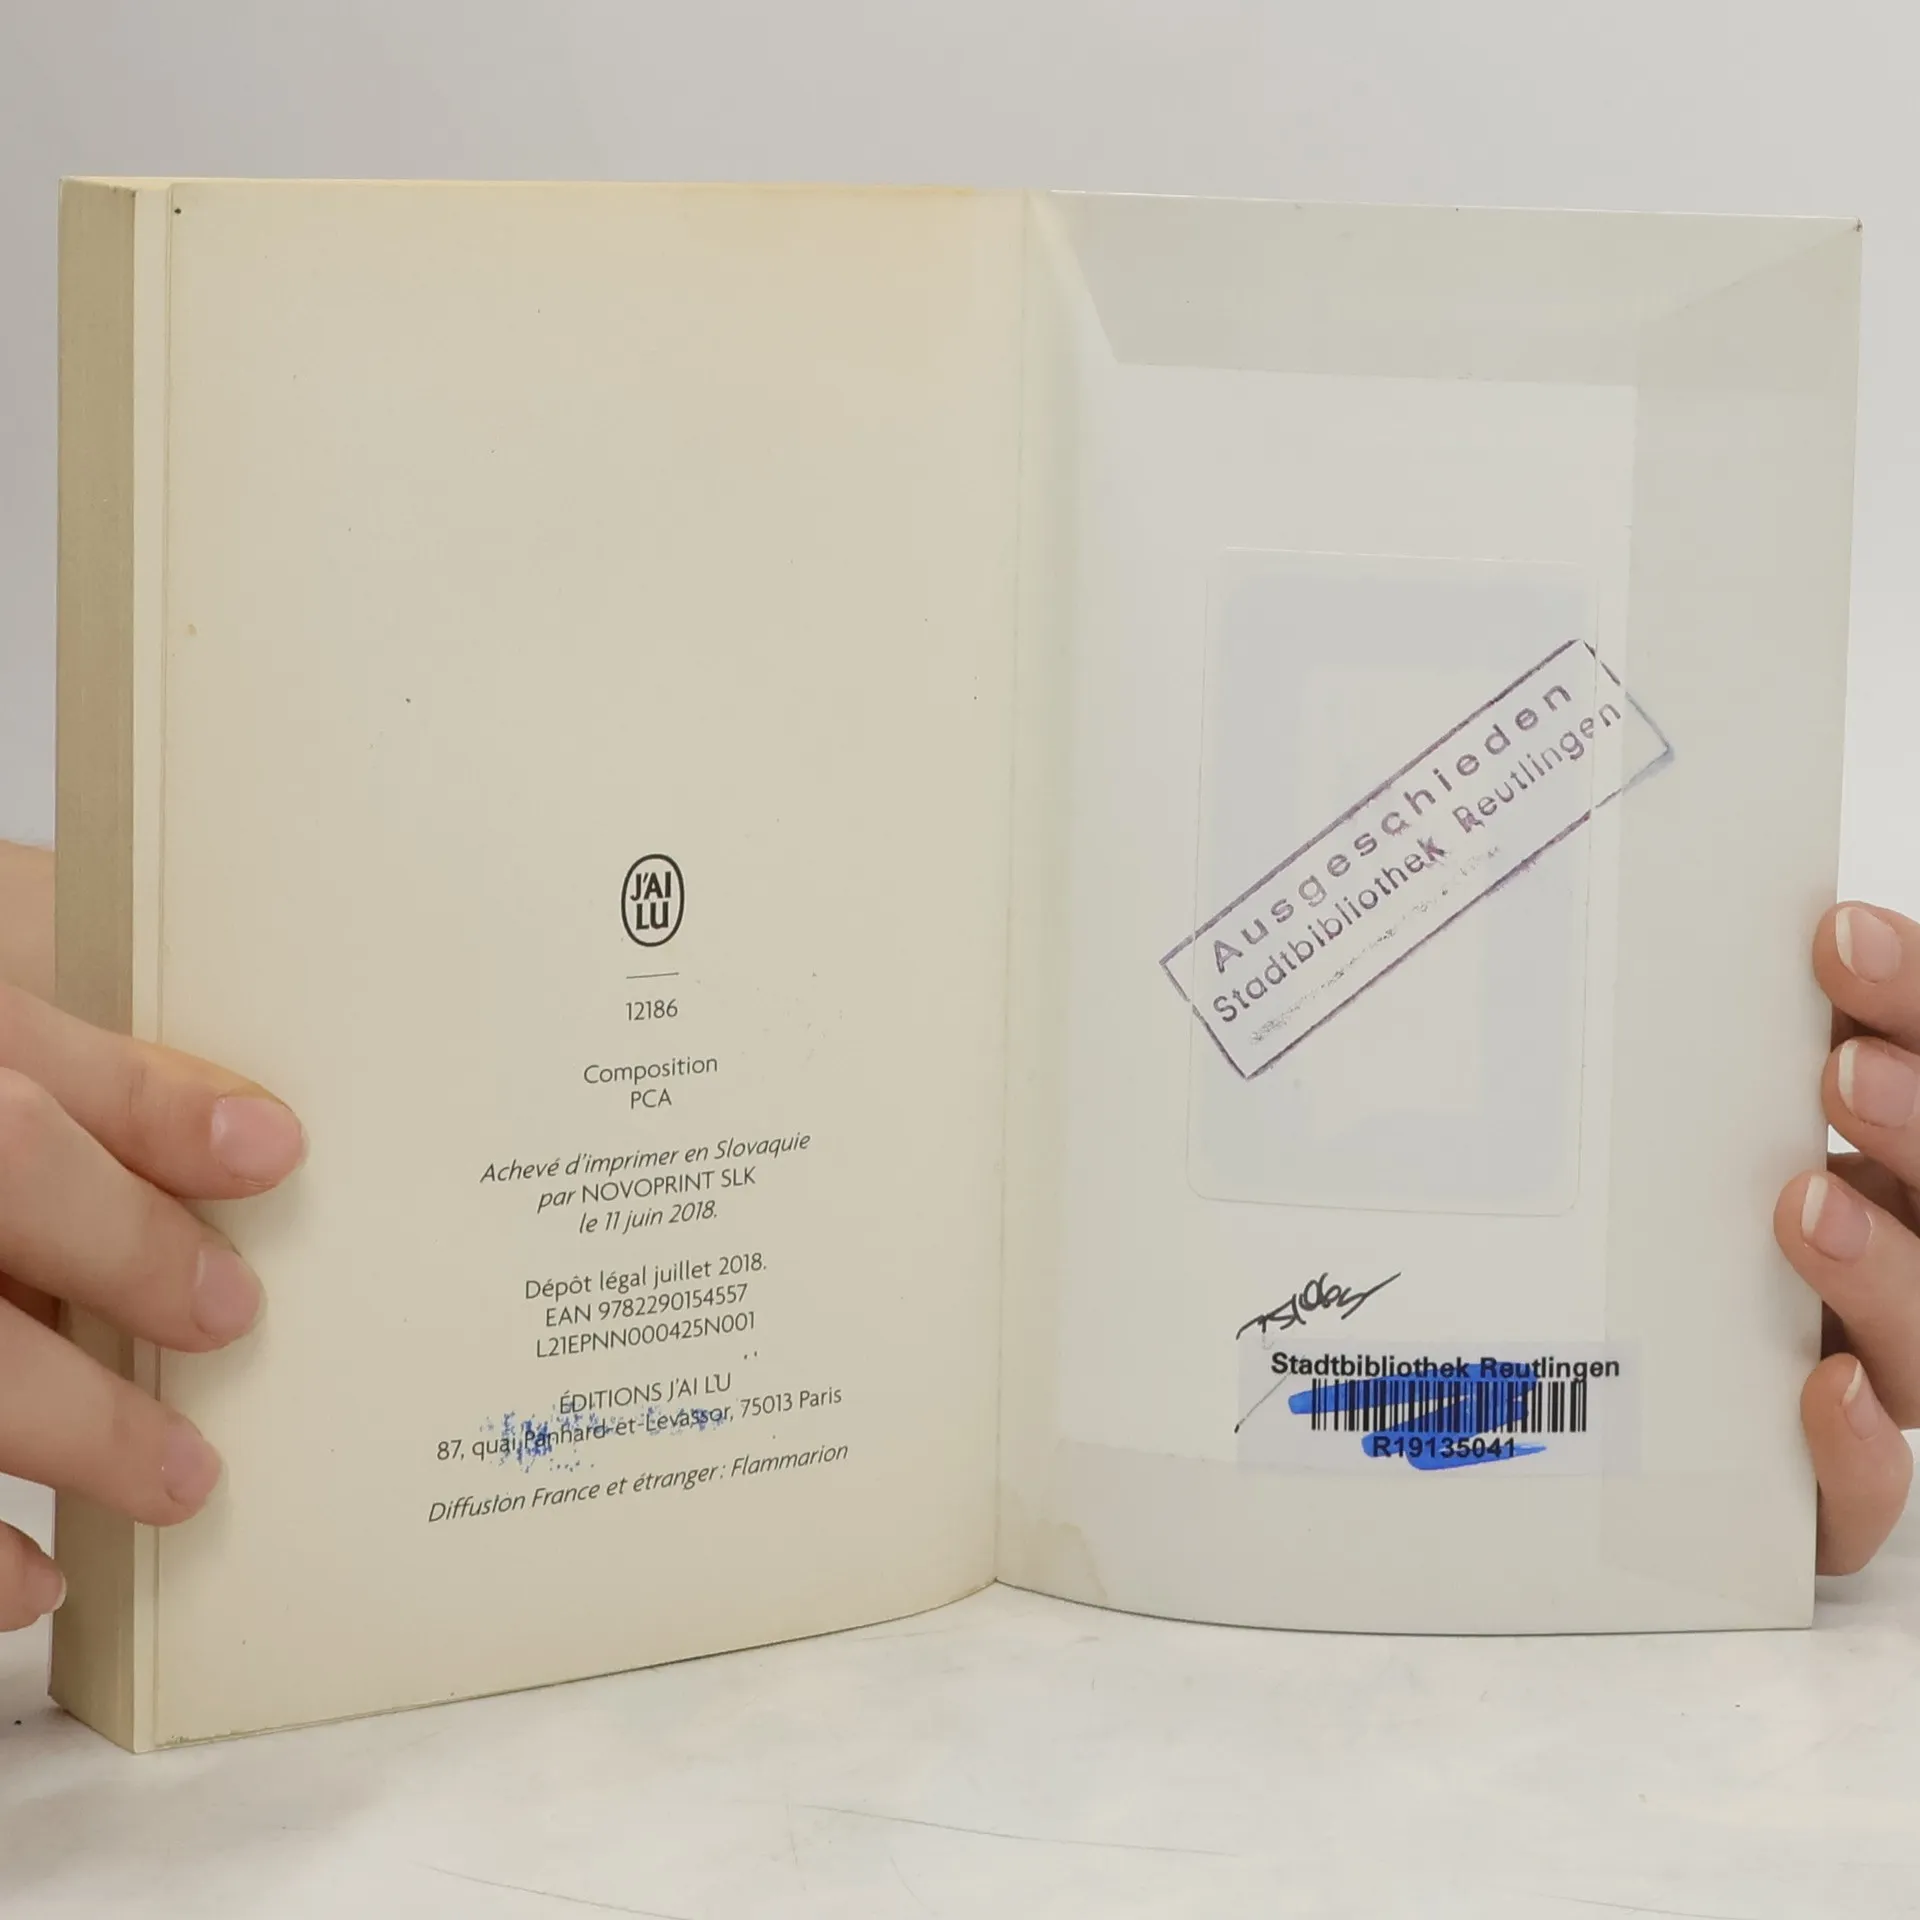 J'AI
LU
12186
Composition
PCA
Achevé d'imprimer en Slovaquie
par NOVOPRINT SLK
le 11 juin 2018.
Dépôt légal juillet 2018.
EAN 9782290154557
L21EPNN000425N001
ÉDITIONS J'AI LU
87, quai Panhard-et-Levassor, 75013 Paris
Diffusion France et étranger : Flammarion
Ausgeschieden
Stadtbibliothek Reutlingen
Stadtbibliothek Reutlingen
R19135041